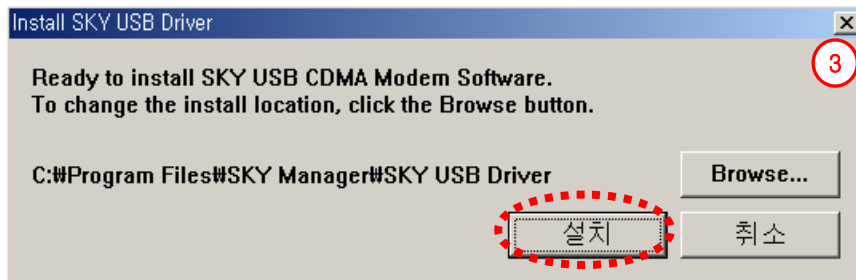 Install SKY USB Driver
3
Ready to install SKY USB CDMA Modem Software.
To change the install location, click the Browse button.
C:₩Program Files₩SKY Manager₩SKY USB Driver
Browse...
설치
취소